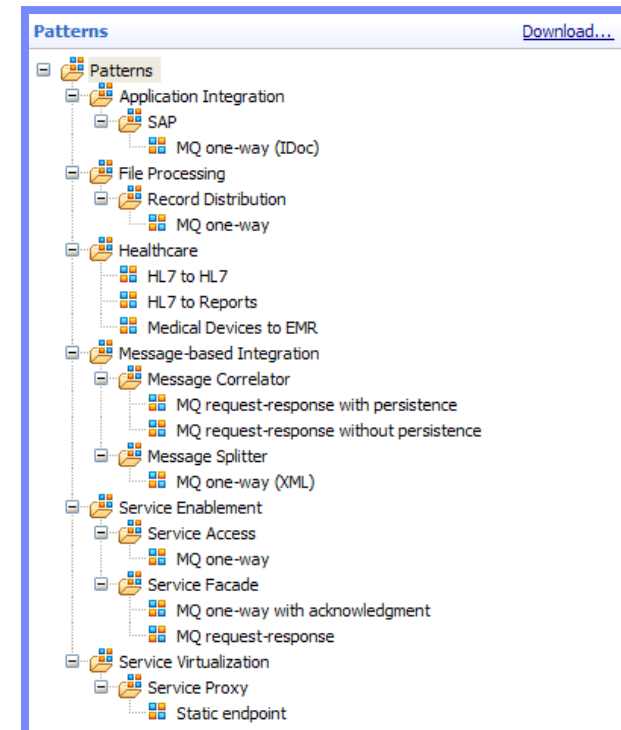 Patterns Download...
Patterns
Application Integration
SAP
MQ one-way (IDoc)
File Processing
Record Distribution
MQ one-way
Healthcare
HL7 to HL7
HL7 to Reports
Medical Devices to EMR
Message-based Integration
Message Correlator
MQ request-response with persistence
MQ request-response without persistence
Message Splitter
MQ one-way (XML)
Service Enablement
Service Access
MQ one-way
Service Facade
MQ one-way with acknowledgment
MQ request-response
Service Virtualization
Service Proxy
Static endpoint